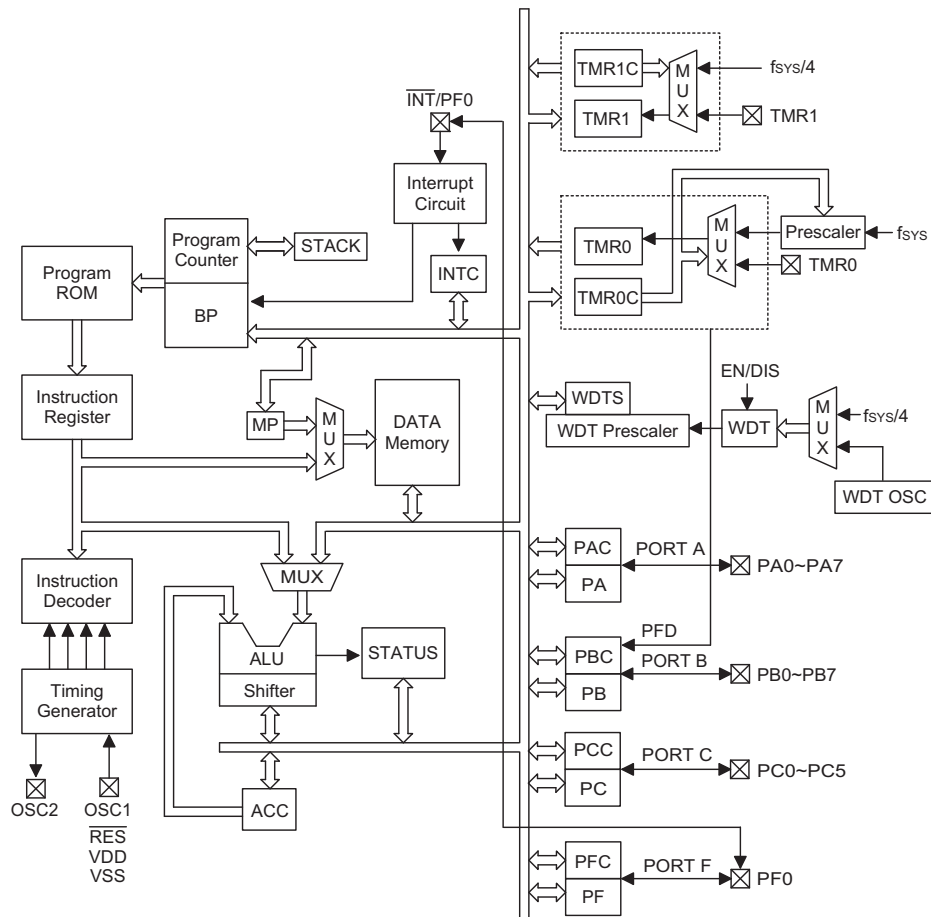 INT/PF0
Interrupt
Circuit
INTC
Program
Counter
BP
STACK
Program
ROM
Instruction
Register
MP
M
U
X
DATA
Memory
Instruction
Decoder
MUX
ALU
Shifter
STATUS
Timing
Generator
ACC
OSC2
OSC1
RES
VDD
VSS
TMR1C
TMR1
M
U
X
fSYS/4
TMR1
TMR0
TMR0C
M
U
X
Prescaler
fSYS
TMR0
WDTS
WDT Prescaler
EN/DIS
WDT
M
U
X
fSYS/4
WDT OSC
PAC
PA
PORT A
PA0~PA7
PFD
PBC
PB
PORT B
PB0~PB7
PCC
PC
PORT C
PC0~PC5
PFC
PF
PORT F
PF0